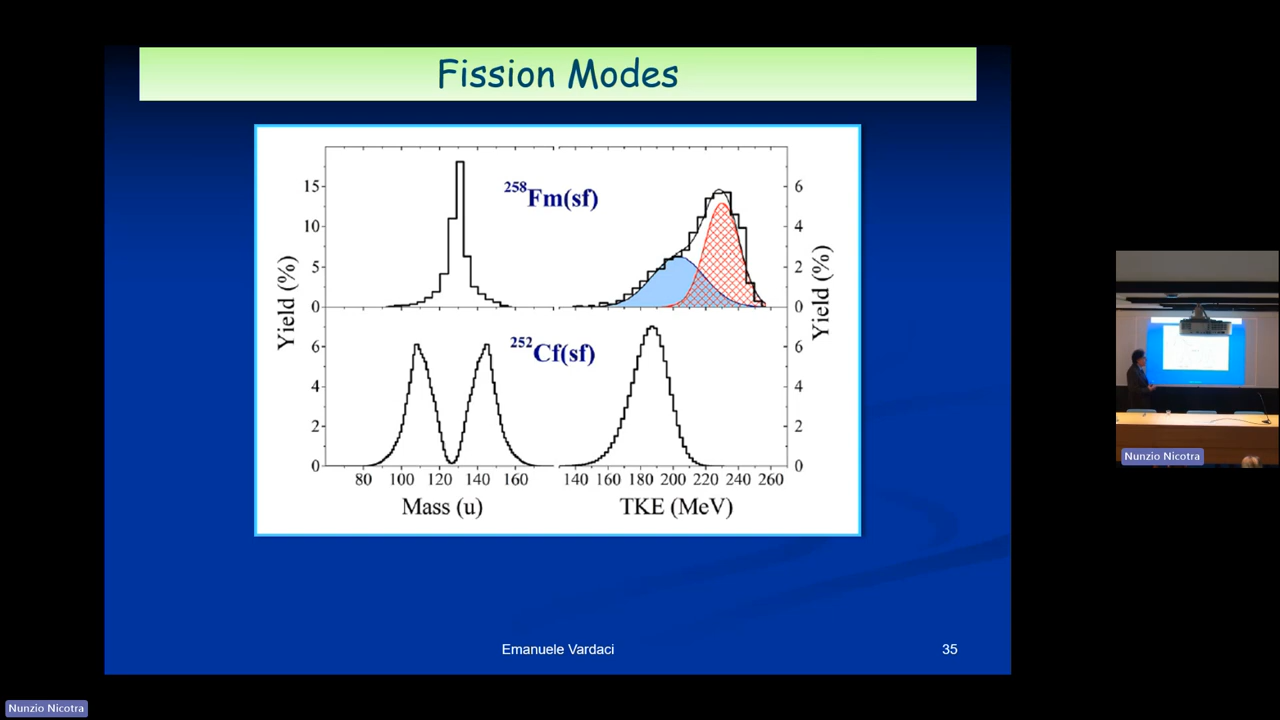 Fission Modes
258Fm(sf)
15
10
5
0
6
4
2
0
Yield (%)
Yield (%)
252Cf(sf)
6
4
2
0
6
4
2
0
80 100 120 140 160
140 160 180 200 220 240 260
Mass (u)
TKE (MeV)
Emanuele Vardaci
35
Nunzio Nicotra
Nunzio Nicotra